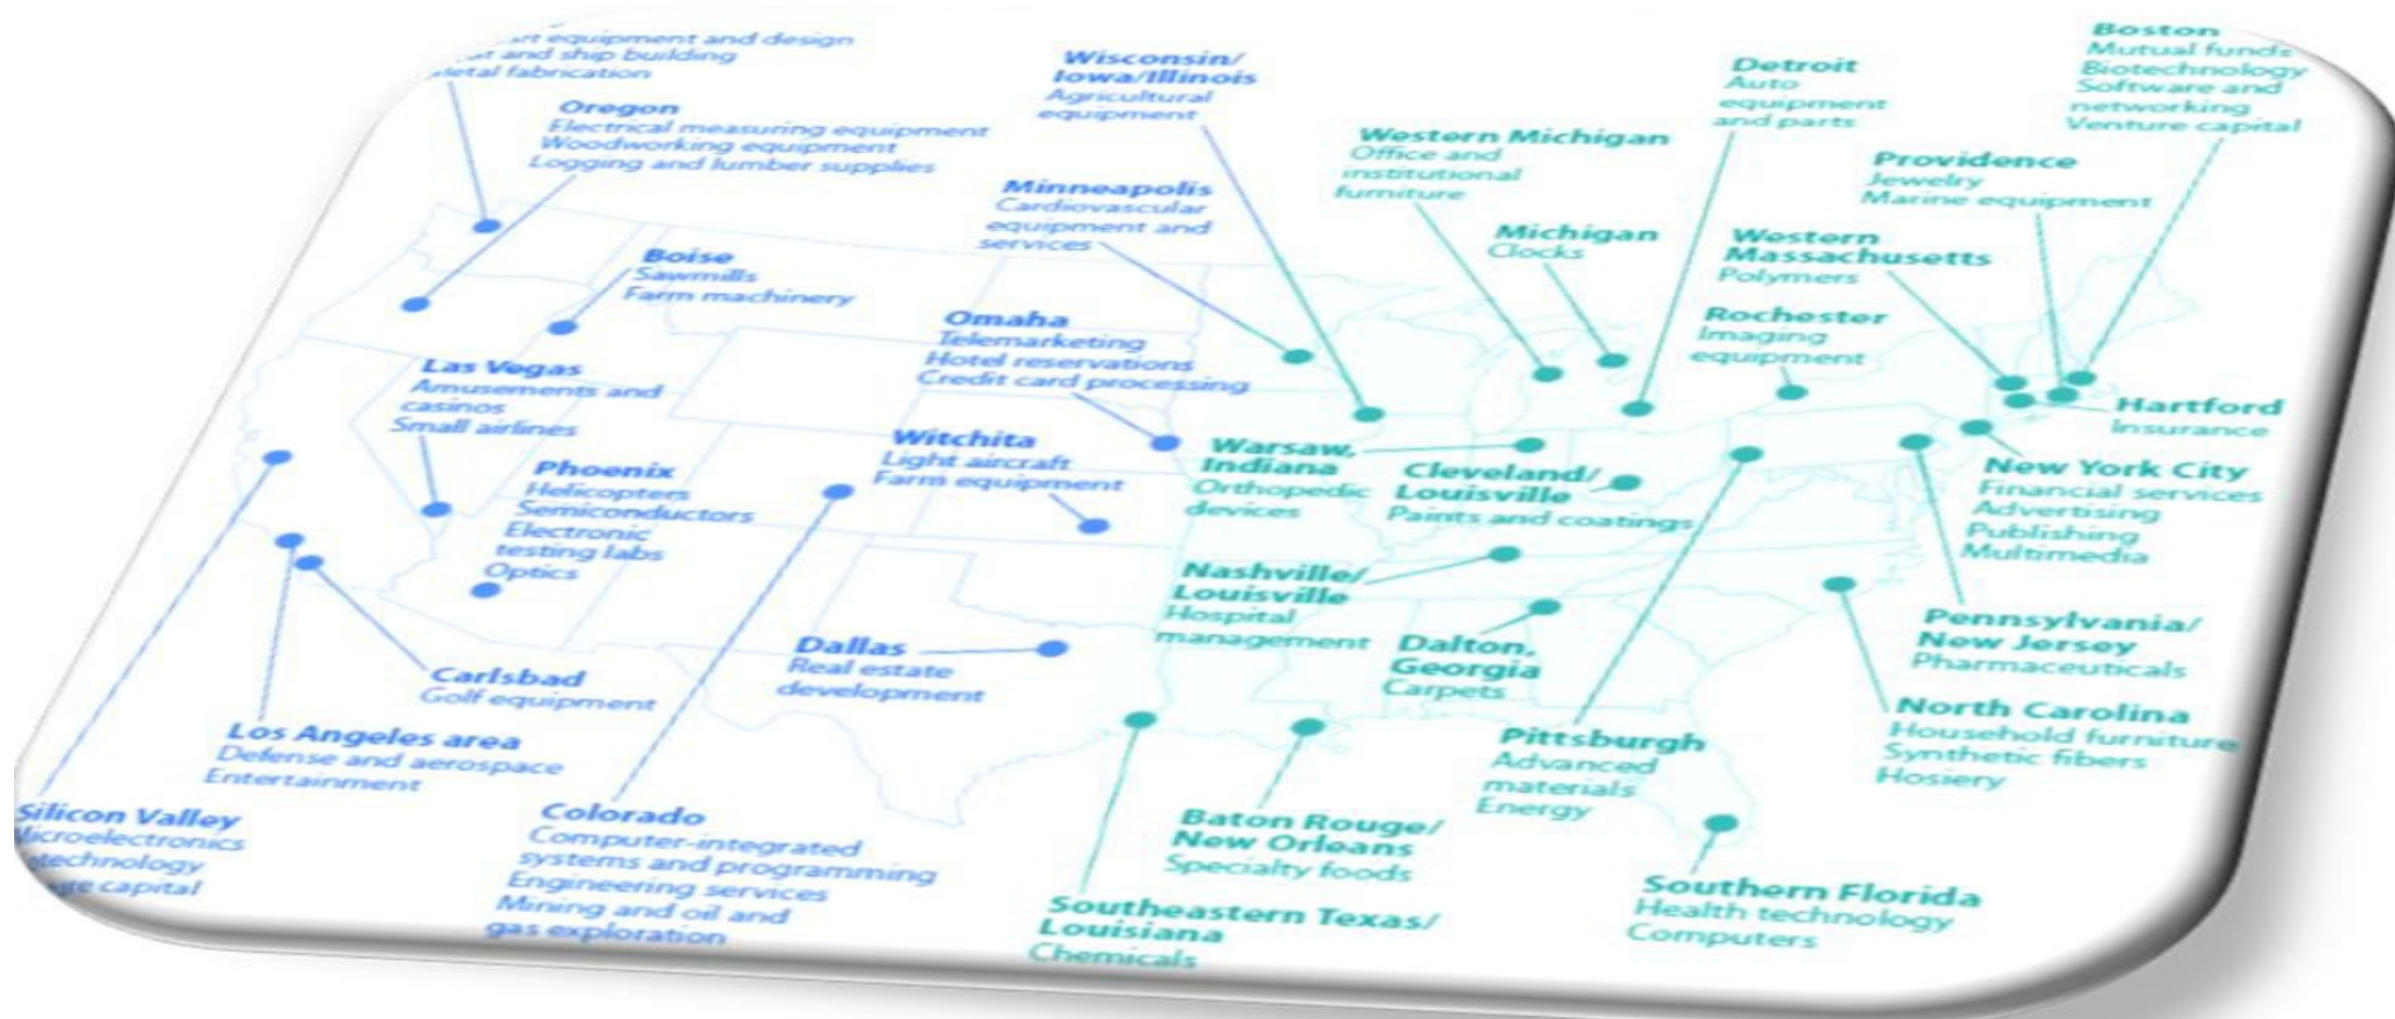 equipment and design
and ship building
fabrication
Oregon
Electrical measuring equipment
Woodworking equipment
Logging and lumber supplies
Boise
Sawmills
Farm machinery
Las Vegas
Amusements and
casinos
Small airlines
Phoenix
Helicopters
Semiconductors
Electronic
testing labs
Optics
Carlsbad
Golf equipment
Los Angeles area
Defense and aerospace
Entertainment
Silicon Valley
Microelectronics
technology
capital
Colorado
Computer-integrated
systems and programming
Engineering services
Mining and oil and
gas exploration
Wisconsin/
Iowa/Illinois
Agricultural
equipment
Minneapolis
Cardiovascular
equipment and
services
Omaha
Telemarketing
Hotel reservations
Credit card processing
Witchita
Light aircraft
Farm equipment
Dallas
Real estate
development
Western Michigan
Office and
institutional
furniture
Michigan
Clocks
Detroit
Auto
equipment
and parts
Boston
Mutual funds
Biotechnology
Software and
networking
Venture capital
Providence
Jewelry
Marine equipment
Western
Massachusetts
Polymers
Rochester
Imaging
equipment
Hartford
Insurance
Warsaw,
Indiana
Orthopedic
devices
Cleveland/
Louisville
Paints and coatings
New York City
Financial services
Advertising
Publishing
Multimedia
Nashville/
Louisville
Hospital
management
Dalton,
Georgia
Carpets
Pennsylvania/
New Jersey
Pharmaceuticals
North Carolina
Household furniture
Synthetic fibers
Hosiery
Pittsburgh
Advanced
materials
Energy
Baton Rouge/
New Orleans
Specialty foods
Southeastern Texas/
Louisiana
Chemicals
Southern Florida
Health technology
Computers